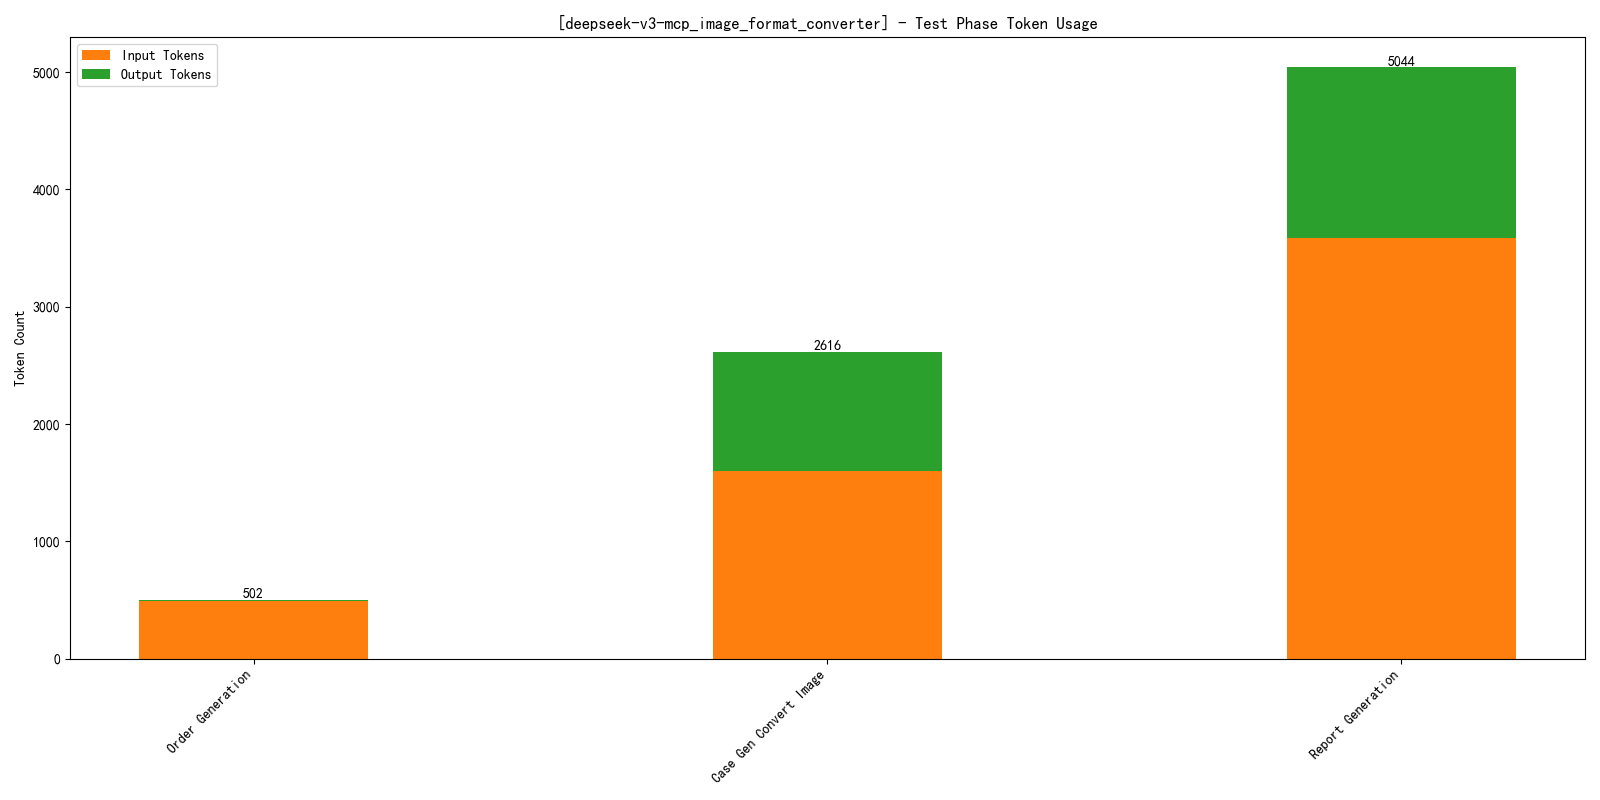 [deepseek-v3-mcp_image_format_converter] - Test Phase Token Usage
Input Tokens
Output Tokens
5044
5000
4000
3000
2616
2000
1000
502
0
Token Count
Order Generation
Case Gen Convert Image
Report Generation